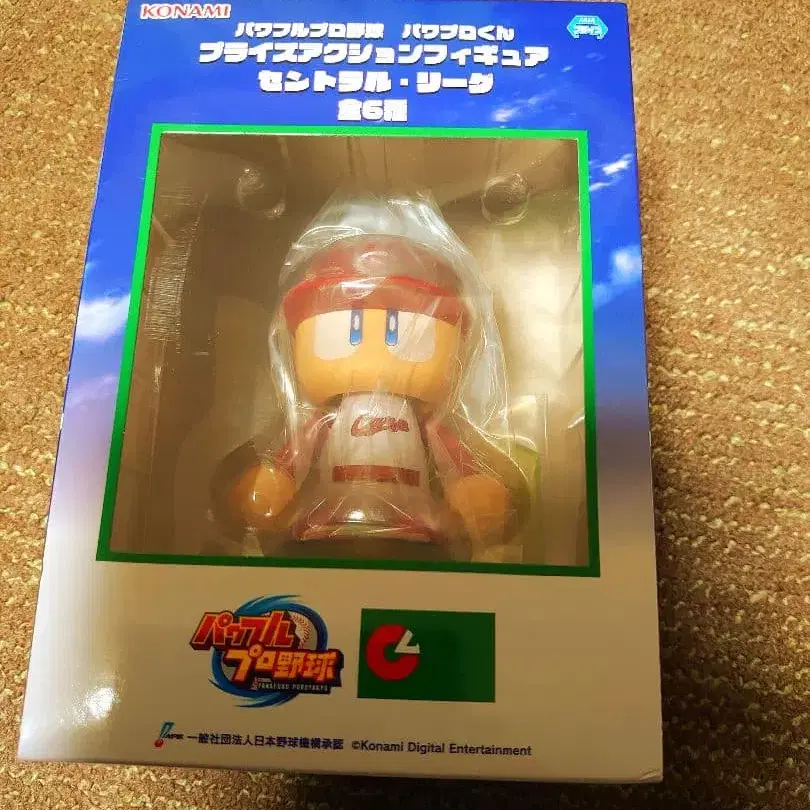 KONAMI
パワフルプロ野球 パワプロくん
プライズアクションフィギュア
セントラル・リーグ
全6種
パワフル
プロ野球
一般社団法人日本野球機構承認 ©Konami Digital Entertainment